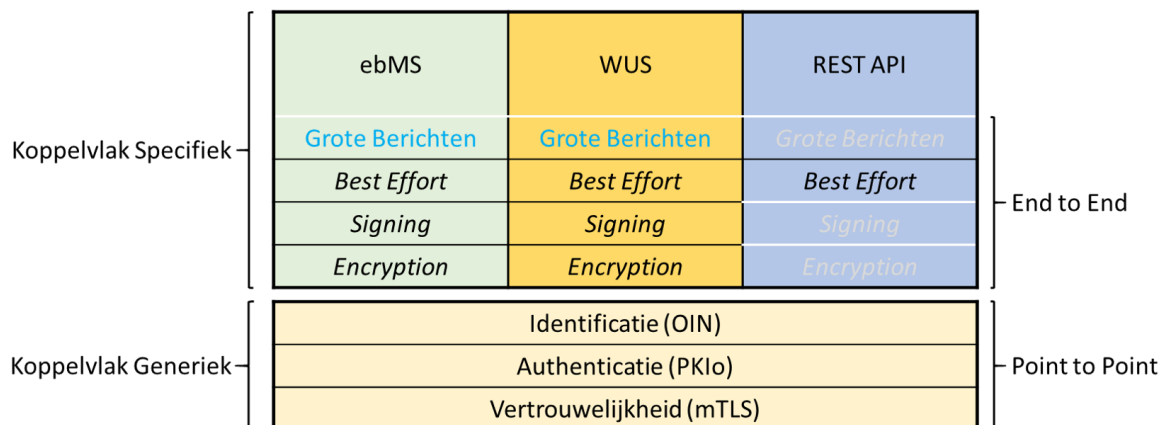 ebMS WUS REST API
Koppelvlak Specifiek
Grote Berichten Grote Berichten Grote Berichten
Best Effort Best Effort Best Effort
End to End
Signing Signing Signing
Encryption Encryption Encryption
Identificatie (OIN)
Koppelvlak Generiek
Authenticatie (PKIo)
Point to Point
Vertrouwelijkheid (mTLS)